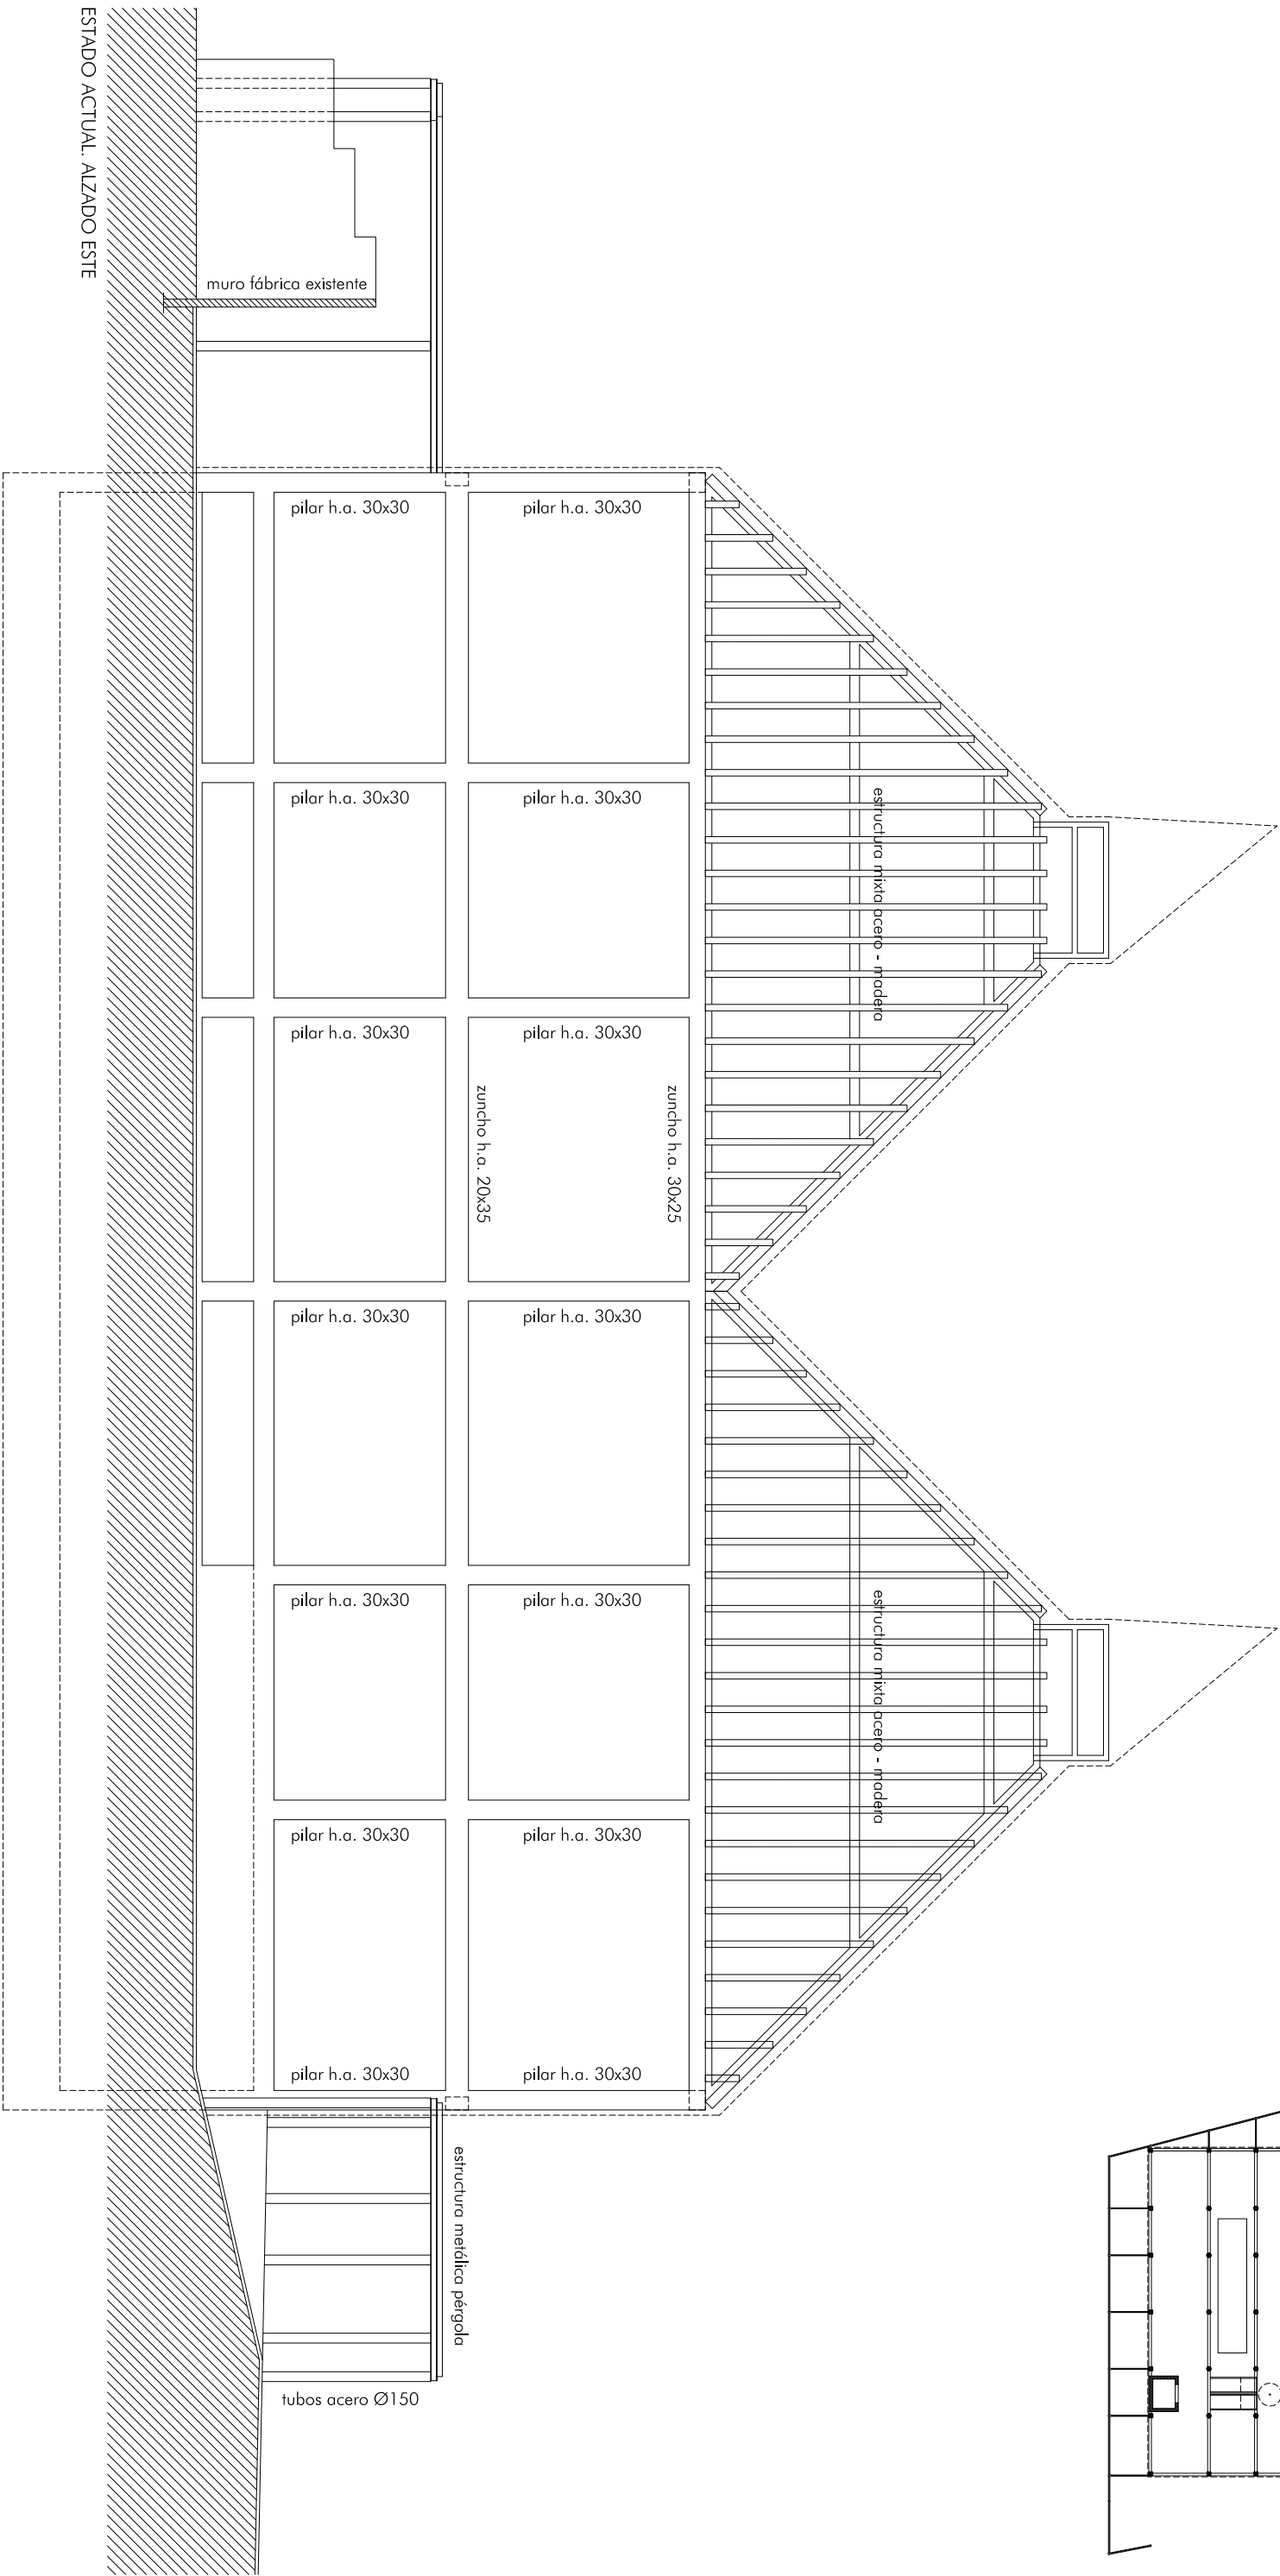 ESTADO ACTUAL. ALZADO ESTE
muro fábrica existente
pilar h.a. 30x30
pilar h.a. 30x30
pilar h.a. 30x30
pilar h.a. 30x30
estructura mixta acero - madera
pilar h.a. 30x30
pilar h.a. 30x30
zuncho h.a. 20x35
zuncho h.a. 30x25
pilar h.a. 30x30
pilar h.a. 30x30
pilar h.a. 30x30
pilar h.a. 30x30
estructura mixta acero - madera
pilar h.a. 30x30
pilar h.a. 30x30
pilar h.a. 30x30
pilar h.a. 30x30
estructura metálica pérgola
tubos acero Ø150